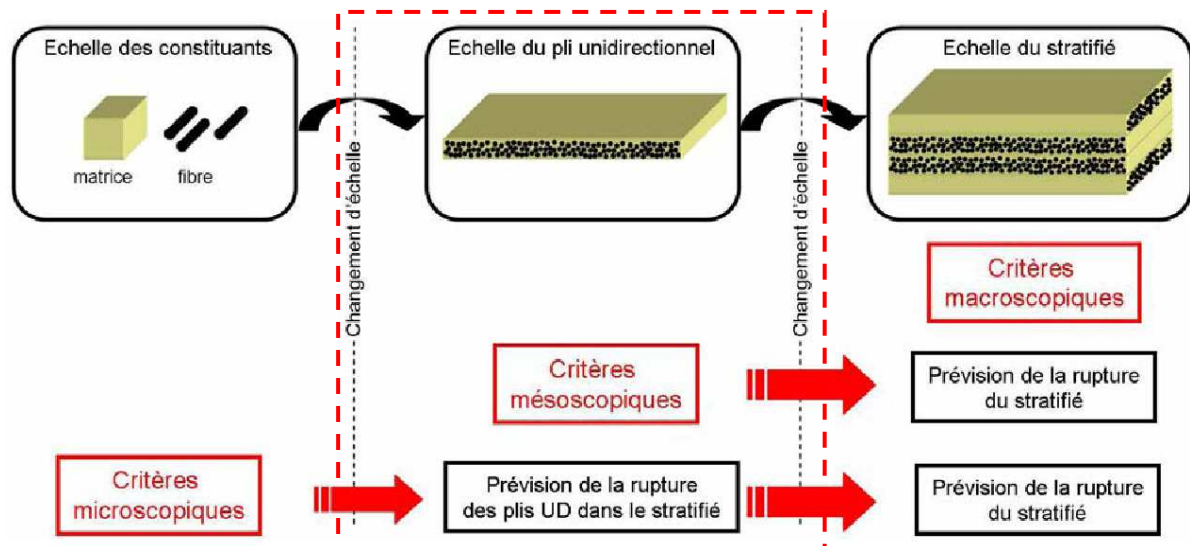 Echelle des constituants
matrice
fibre
Changement d'échelle
Echelle du pli unidirectionnel
Changement d'échelle
Echelle du stratifié
Critères
macroscopiques
Critères
mésoscopiques
Prévision de la rupture
du stratifié
Critères
microscopiques
Prévision de la rupture
des plis UD dans le stratifié
Prévision de la rupture
du stratifié